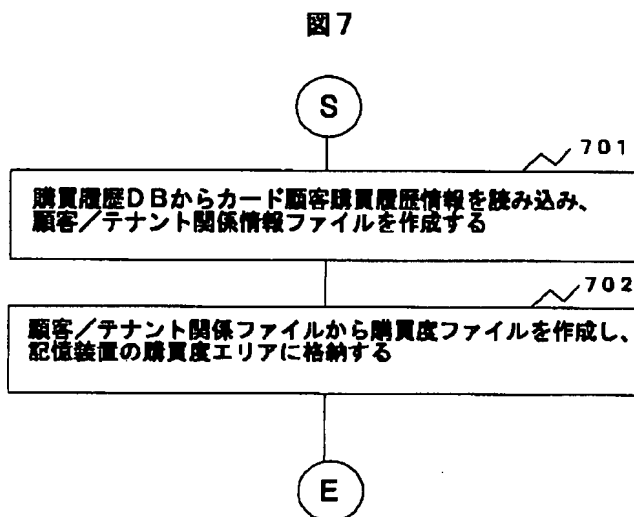 図7
S
701
購買履歴DBからカード顧客購買履歴情報を読み込み、
顧客／テナント関係情報ファイルを作成する
702
顧客／テナント関係ファイルから購買度ファイルを作成し、
記憶装置の購買度エリアに格納する
E